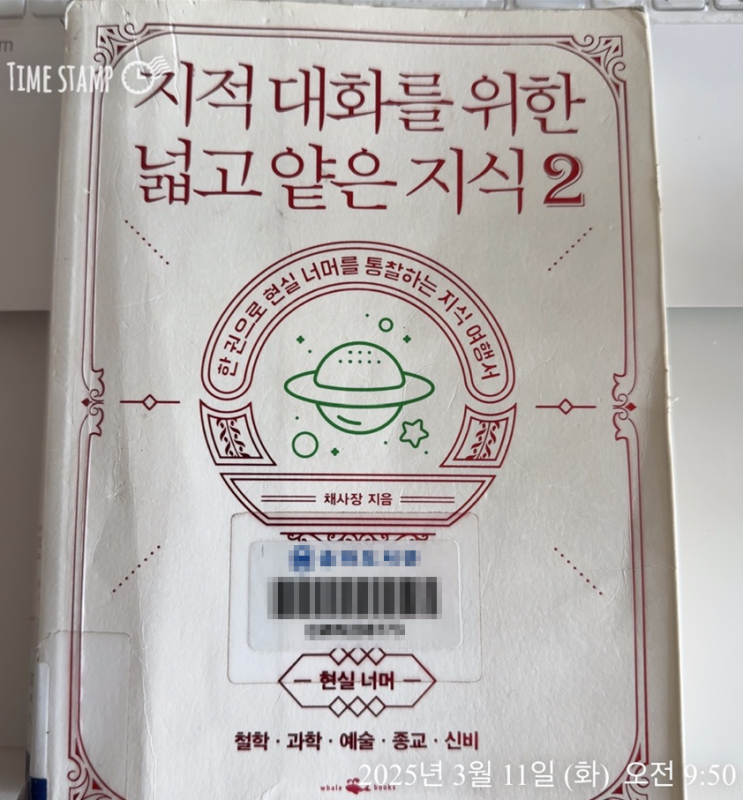 TIME STAMP
지적 대화를 위한
넓고 얕은 지식 2
한 권으로 현실 너머를 통찰하는 지식 여행서
채사장 지음
현실 너머
철학 · 과학 · 예술 · 종교 · 신비
whale books
2025년 3월 11일 (화) 오전 9:50